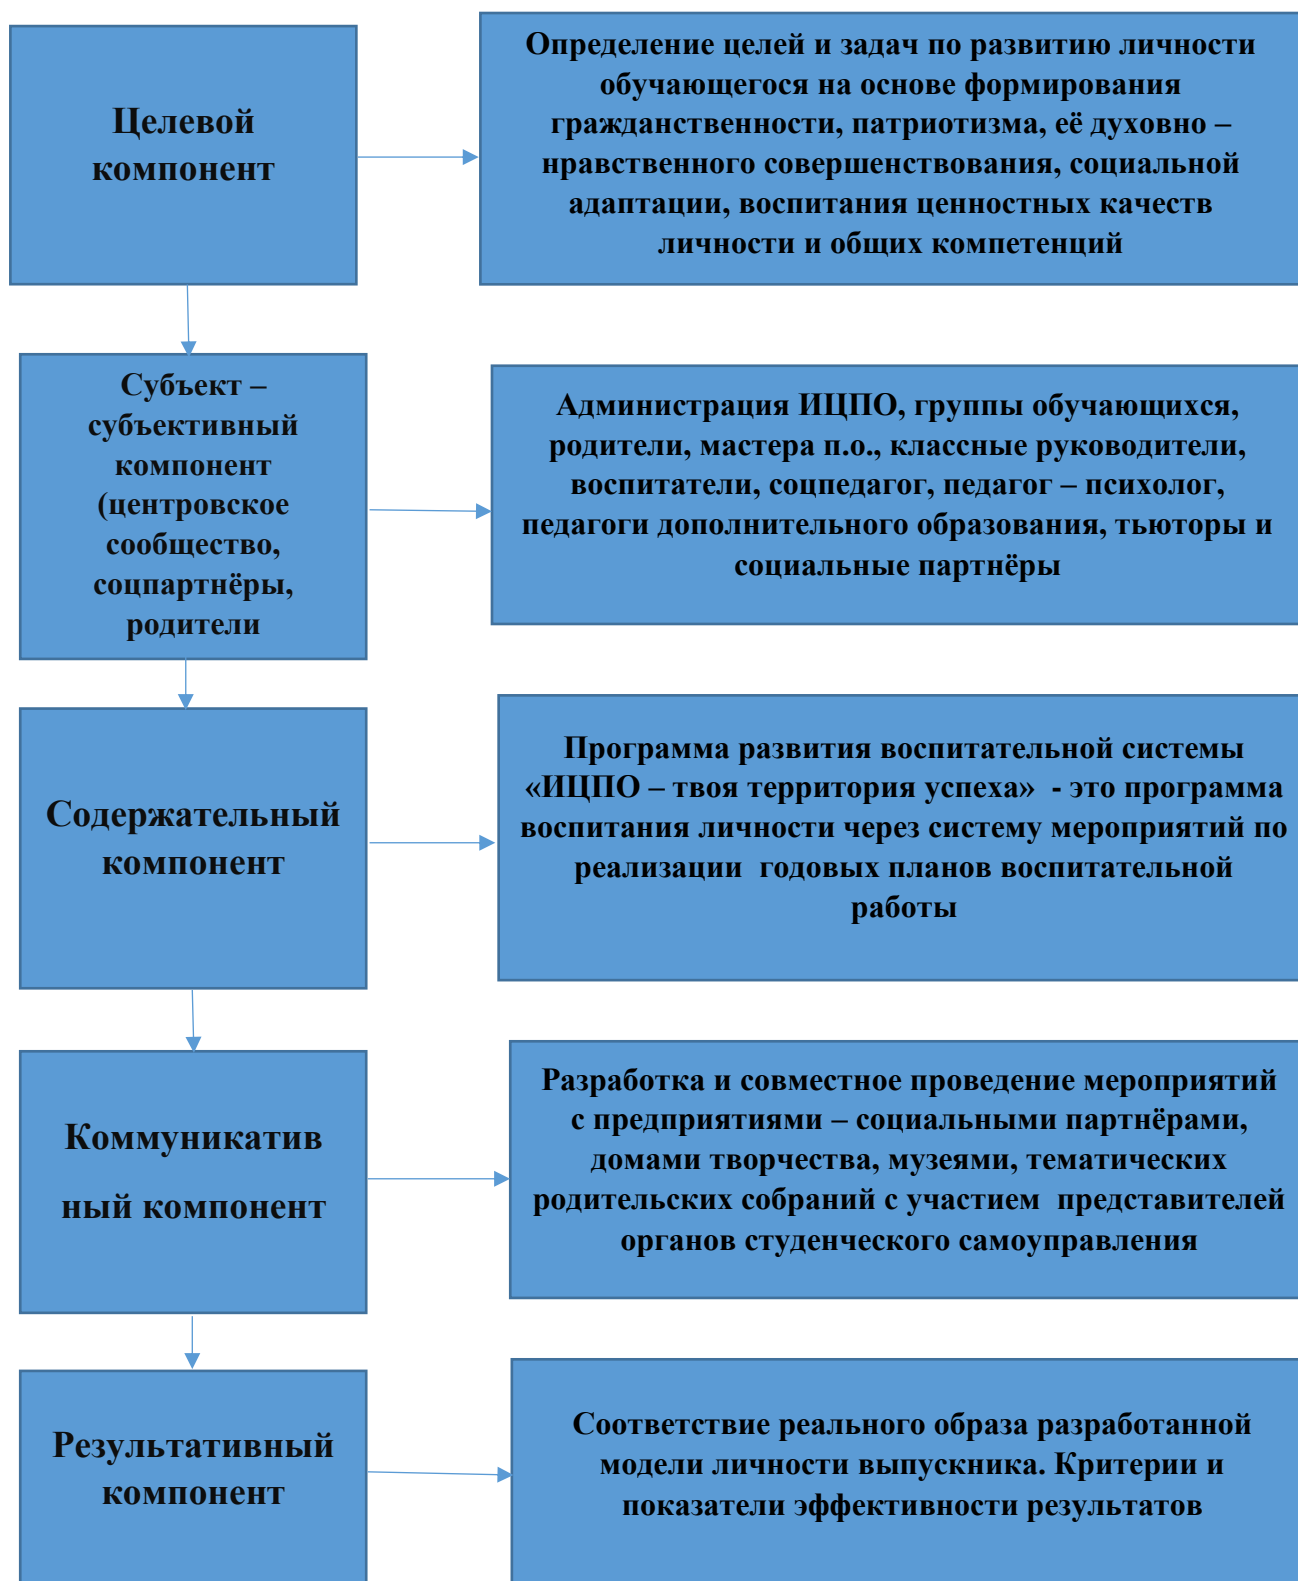 Целевой
компонент
Определение целей и задач по развитию личности
обучающегося на основе формирования
гражданственности, патриотизма, её духовно –
нравственного совершенствования, социальной
адаптации, воспитания ценностных качеств
личности и общих компетенций
Субъект –
субъективный
компонент
(центровское
сообщество,
соцпартнёры,
родители
Администрация ИЦПО, группы обучающихся,
родители, мастера п.о., классные руководители,
воспитатели, соцпедагог, педагог – психолог,
педагоги дополнительного образования, тьюторы и
социальные партнёры
Содержательный
компонент
Программа развития воспитательной системы
«ИЦПО – твоя территория успеха»  - это программа
воспитания личности через систему мероприятий по
реализации  годовых планов воспитательной
работы
Коммуникатив
ный компонент
Разработка и совместное проведение мероприятий
с предприятиями – социальными партнёрами,
домами творчества, музеями, тематических
родительских собраний с участием  представителей
органов студенческого самоуправления
Результативный
компонент
Соответствие реального образа разработанной
модели личности выпускника. Критерии и
показатели эффективности результатов